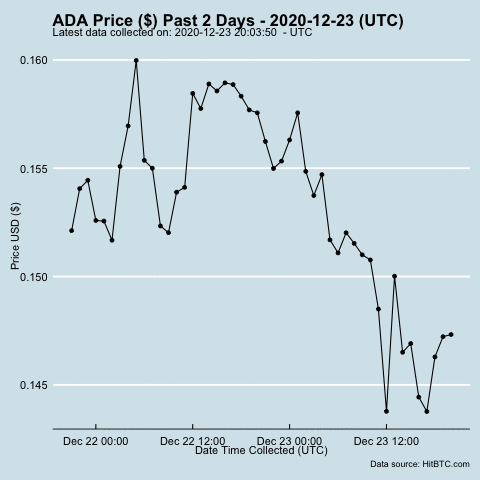 ADA Price ($) Past 2 Days - 2020-12-23 (UTC)
Latest data collected on: 2020-12-23 20:03:50 - UTC
0.160
0.155
0.150
0.145
Price USD ($)
Dec 22 00:00 Dec 22 12:00 Dec 23 00:00 Dec 23 12:00
Date Time Collected (UTC)
Data source: HitBTC.com